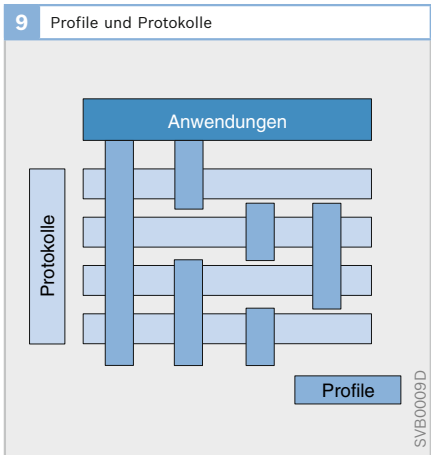 9 Profile und Protokolle
Anwendungen
Protokolle
Profile
SVB0009D